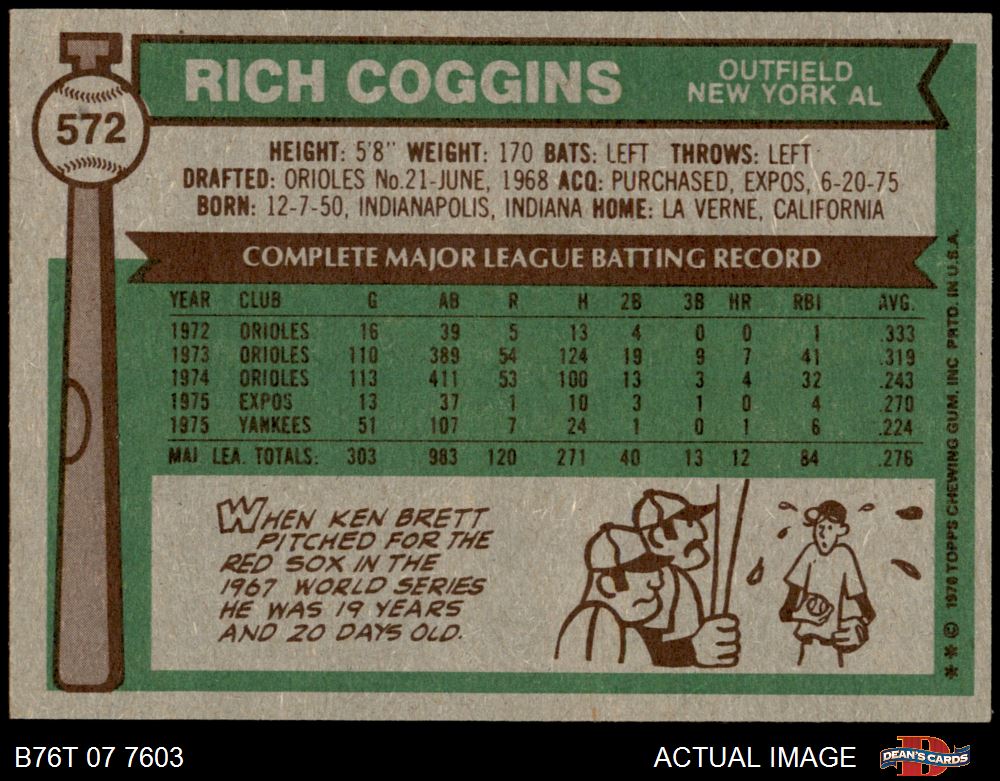 572
RICH COGGINS
OUTFIELD
NEW YORK AL
HEIGHT: 5'8" WEIGHT: 170 BATS: LEFT THROWS: LEFT
DRAFTED: ORIOLES No.21-JUNE, 1968 ACQ: PURCHASED, EXPOS, 6-20-75
BORN: 12-7-50, INDIANAPOLIS, INDIANA HOME: LA VERNE, CALIFORNIA
COMPLETE MAJOR LEAGUE BATTING RECORD
YEAR CLUB G AB R H 2B 3B HR RBI AVG.
1972 ORIOLES 16 39 5 13 4 0 0 1 .333
1973 ORIOLES 110 389 54 124 19 9 7 41 .319
1974 ORIOLES 113 411 53 100 13 3 4 32 .243
1975 EXPOS 13 37 1 10 3 1 0 4 .270
1975 YANKEES 51 107 7 24 1 0 1 6 .224
MAJ. LEA. TOTALS: 303 983 120 271 40 13 12 84 .276
WHEN KEN BRETT
PITCHED FOR THE
RED SOX IN THE
1967 WORLD SERIES
HE WAS 19 YEARS
AND 20 DAYS OLD.
* * © 1976 TOPPS CHEWING GUM, INC PRTD. IN U.S.A.
B76T 07 7603
ACTUAL IMAGE
DEAN'S CARDS